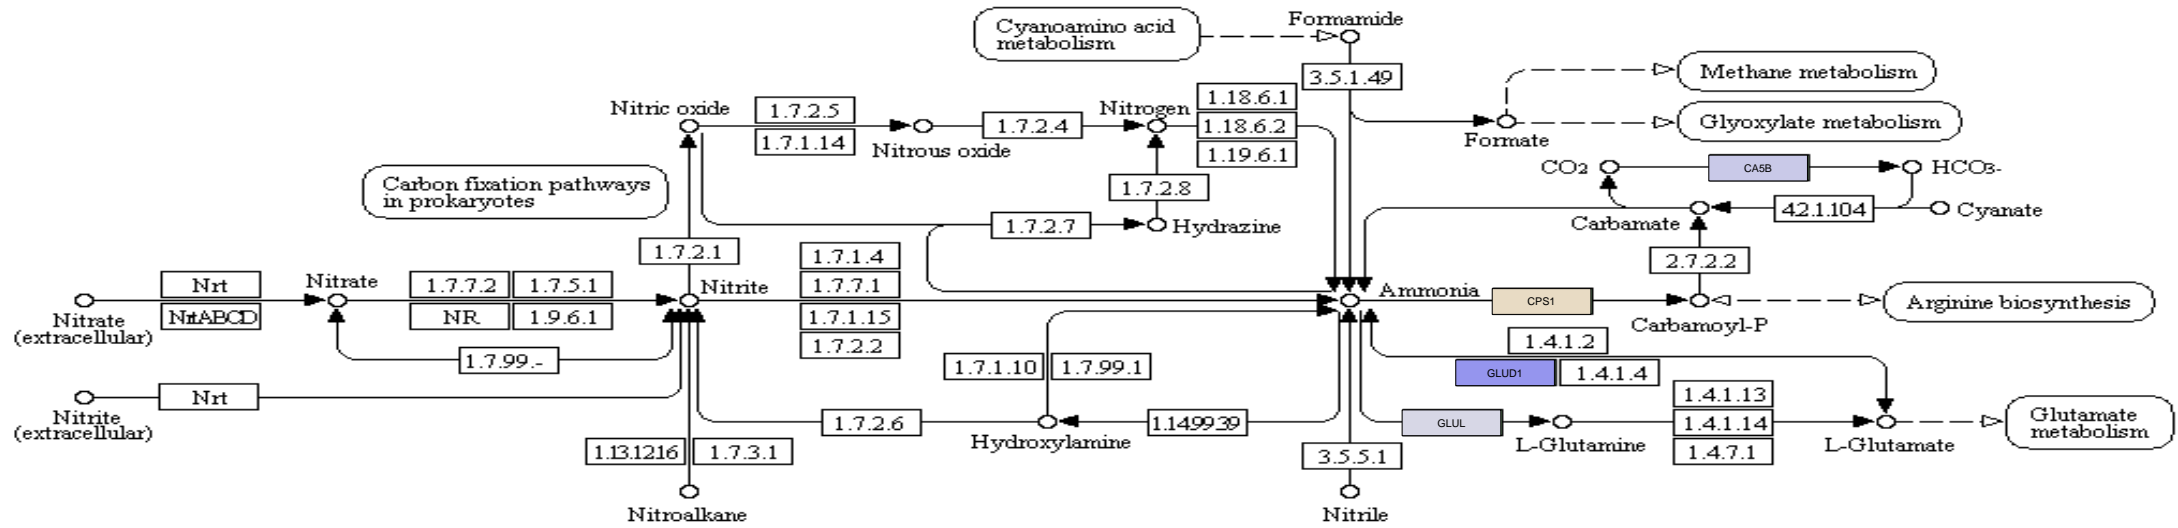 Cyanoamino acid
metabolism
Formamide
3.5.1.49
Methane metabolism
Glyoxylate metabolism
Formate
Nitric oxide
1.7.2.5
1.7.1.14
Nitrous oxide
1.7.2.4
Nitrogen
1.18.6.1
1.18.6.2
1.19.6.1
CO2
CA5B
HCO3-
Carbon fixation pathways
in prokaryotes
1.7.2.8
1.7.2.7
Hydrazine
Carbamate
4.2.1.104
Cyanate
1.7.2.1
2.7.2.2
Nrt
NrtABCD
Nitrate
(extracellular)
Nitrate
1.7.7.2
1.7.5.1
NR
1.9.6.1
Nitrite
1.7.1.4
1.7.7.1
1.7.1.15
1.7.2.2
Ammonia
CPS1
Carbamoyl-P
Arginine biosynthesis
1.7.99.-
1.7.1.10
1.7.99.1
1.4.1.2
GLUD1
1.4.1.4
Nrt
Nitrite
(extracellular)
1.7.2.6
Hydroxylamine
1.14.99.39
GLUL
L-Glutamine
1.4.1.13
1.4.1.14
1.4.7.1
L-Glutamate
Glutamate
metabolism
1.13.12.16
1.7.3.1
Nitroalkane
3.5.5.1
Nitrile